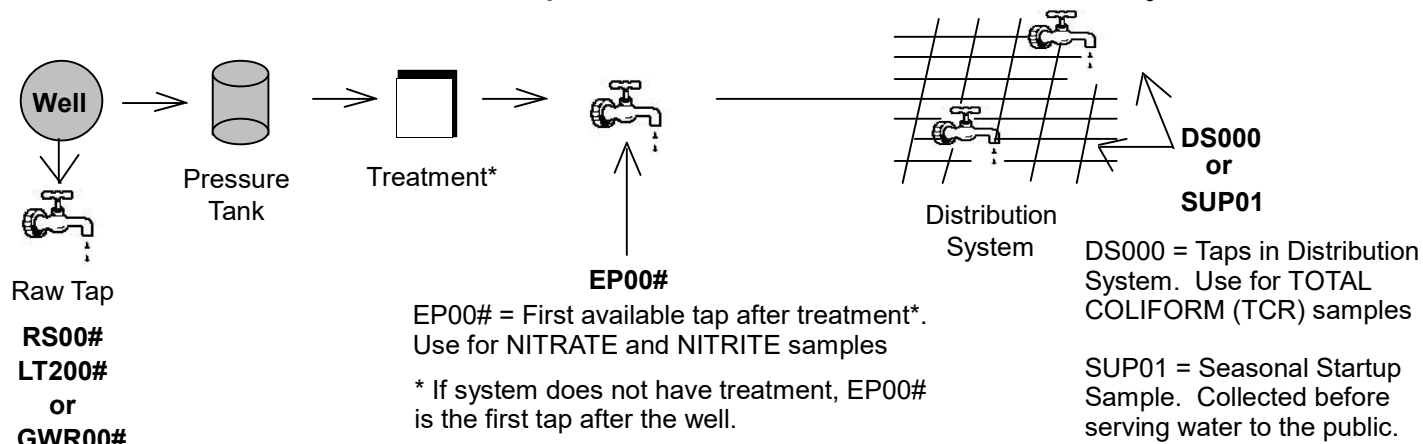 Well
Pressure
Tank
Treatment*
Distribution
System
DS000
or
SUP01
Raw Tap
RS00#
LT200#
or
GWR00#
EP00#
EP00# = First available tap after treatment*.
Use for NITRATE and NITRITE samples
* If system does not have treatment, EP00#
is the first tap after the well.
DS000 = Taps in Distribution
System. Use for TOTAL
COLIFORM (TCR) samples
SUP01 = Seasonal Startup
Sample. Collected before
serving water to the public.